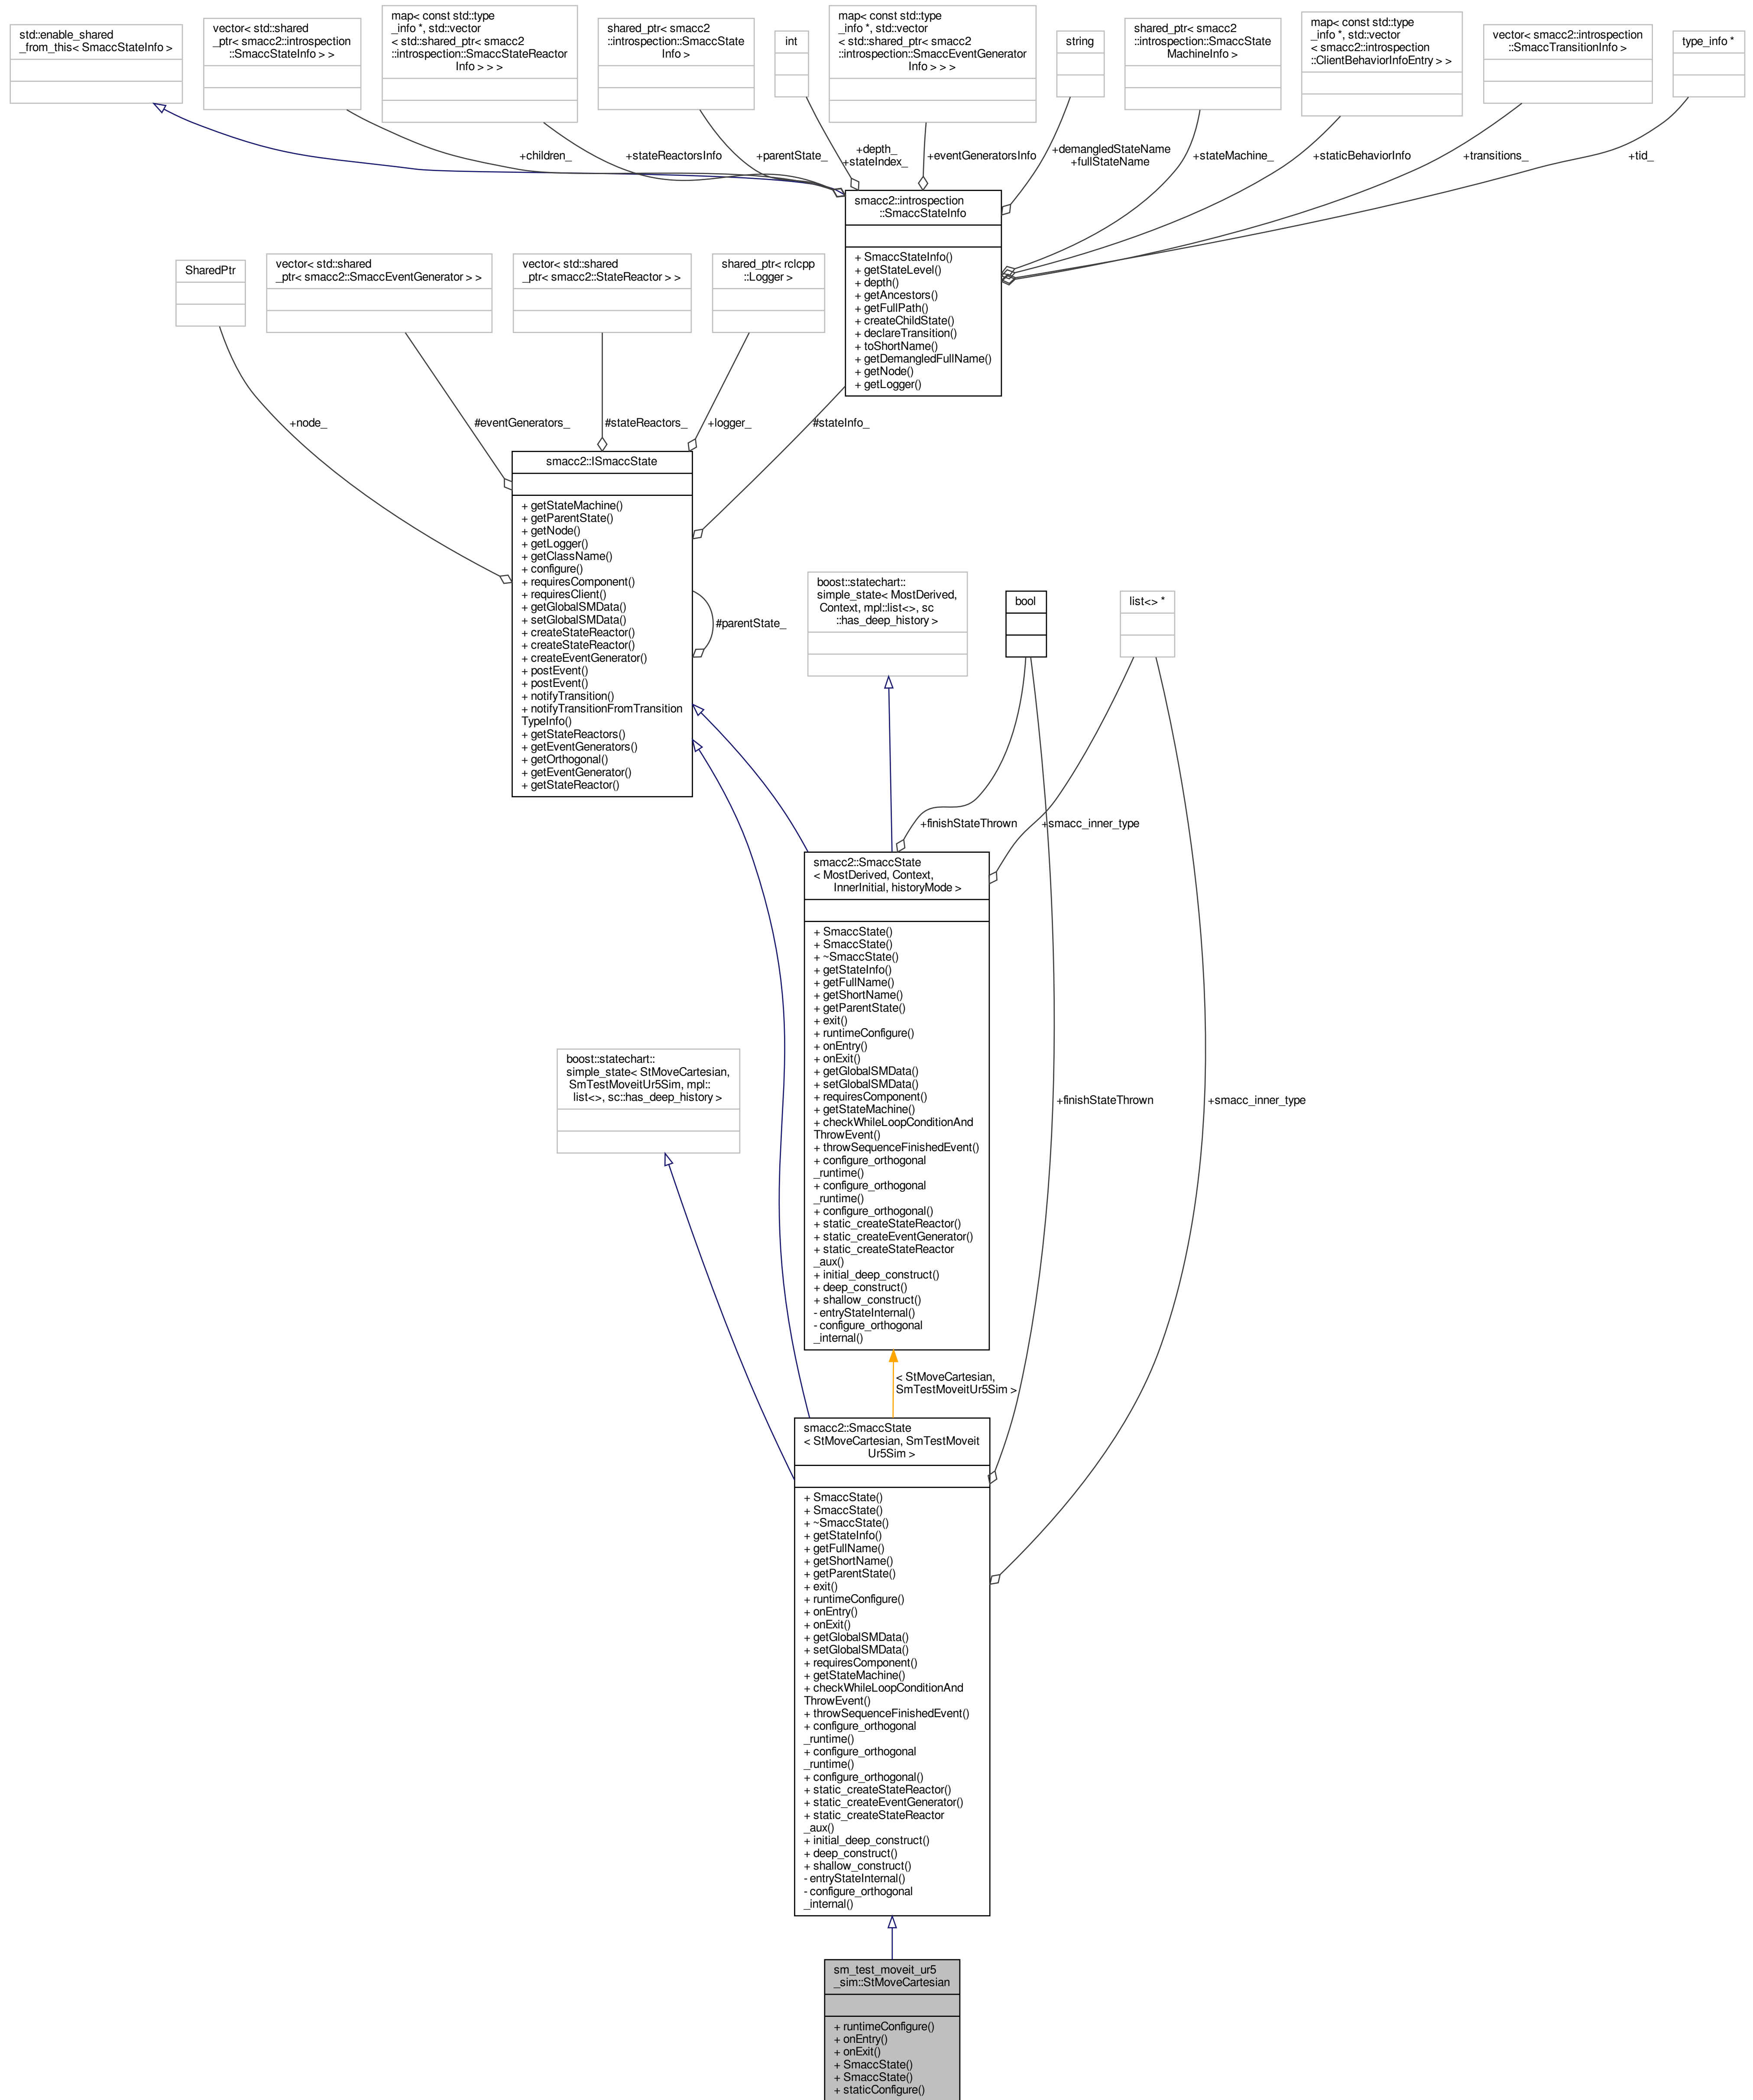 std::enable_shared
_from_this< SmaccStateInfo >
vector< std::shared
_ptr< smacc2::introspection
::SmaccStateInfo > >
map< const std::type
_info *, std::vector
< std::shared_ptr< smacc2
::introspection::SmaccStateReactor
Info > > >
shared_ptr< smacc2
::introspection::SmaccState
Info >
int
map< const std::type
_info *, std::vector
< std::shared_ptr< smacc2
::introspection::SmaccEventGenerator
Info > > >
string
shared_ptr< smacc2
::introspection::SmaccState
MachineInfo >
map< const std::type
_info *, std::vector
< smacc2::introspection
::ClientBehaviorInfoEntry > >
vector< smacc2::introspection
::SmaccTransitionInfo >
type_info *
+children_
+stateReactorsInfo
+parentState_
+depth_
+stateIndex_
+eventGeneratorsInfo
+demangledStateName
+fullStateName
+stateMachine_
+staticBehaviorInfo
+transitions_
+tid_
smacc2::introspection
::SmaccStateInfo
+ SmaccStateInfo()
+ getStateLevel()
+ depth()
+ getAncestors()
+ getFullPath()
+ createChildState()
+ declareTransition()
+ toShortName()
+ getDemangledFullName()
+ getNode()
+ getLogger()
SharedPtr
vector< std::shared
_ptr< smacc2::SmaccEventGenerator > >
vector< std::shared
_ptr< smacc2::StateReactor > >
shared_ptr< rclcpp
::Logger >
+node_
#eventGenerators_
#stateReactors_
+logger_
#stateInfo_
smacc2::ISmaccState
+ getStateMachine()
+ getParentState()
+ getNode()
+ getLogger()
+ getClassName()
+ configure()
+ requiresComponent()
+ requiresClient()
+ getGlobalSMData()
+ setGlobalSMData()
+ createStateReactor()
+ createStateReactor()
+ createEventGenerator()
+ postEvent()
+ postEvent()
+ notifyTransition()
+ notifyTransitionFromTransition
TypeInfo()
+ getStateReactors()
+ getEventGenerators()
+ getOrthogonal()
+ getEventGenerator()
+ getStateReactor()
#parentState_
boost::statechart::
simple_state< MostDerived,
Context, mpl::list<>, sc
::has_deep_history >
bool
list<> *
+finishStateThrown
+smacc_inner_type
smacc2::SmaccState
< MostDerived, Context,
InnerInitial, historyMode >
+ SmaccState()
+ SmaccState()
+ ~SmaccState()
+ getStateInfo()
+ getFullName()
+ getShortName()
+ getParentState()
+ exit()
+ runtimeConfigure()
+ onEntry()
+ onExit()
+ getGlobalSMData()
+ setGlobalSMData()
+ requiresComponent()
+ getStateMachine()
+ checkWhileLoopConditionAnd
ThrowEvent()
+ throwSequenceFinishedEvent()
+ configure_orthogonal
_runtime()
+ configure_orthogonal
_runtime()
+ configure_orthogonal()
+ static_createStateReactor()
+ static_createEventGenerator()
+ static_createStateReactor
_aux()
+ initial_deep_construct()
+ deep_construct()
+ shallow_construct()
- entryStateInternal()
- configure_orthogonal
_internal()
boost::statechart::
simple_state< StMoveCartesian,
SmTestMoveitUr5Sim, mpl::
list<>, sc::has_deep_history >
+finishStateThrown
+smacc_inner_type
< StMoveCartesian,
SmTestMoveitUr5Sim >
smacc2::SmaccState
< StMoveCartesian, SmTestMoveit
Ur5Sim >
+ SmaccState()
+ SmaccState()
+ ~SmaccState()
+ getStateInfo()
+ getFullName()
+ getShortName()
+ getParentState()
+ exit()
+ runtimeConfigure()
+ onEntry()
+ onExit()
+ getGlobalSMData()
+ setGlobalSMData()
+ requiresComponent()
+ getStateMachine()
+ checkWhileLoopConditionAnd
ThrowEvent()
+ throwSequenceFinishedEvent()
+ configure_orthogonal
_runtime()
+ configure_orthogonal
_runtime()
+ configure_orthogonal()
+ static_createStateReactor()
+ static_createEventGenerator()
+ static_createStateReactor
_aux()
+ initial_deep_construct()
+ deep_construct()
+ shallow_construct()
- entryStateInternal()
- configure_orthogonal
_internal()
sm_test_moveit_ur5
_sim::StMoveCartesian
+ runtimeConfigure()
+ onEntry()
+ onExit()
+ SmaccState()
+ SmaccState()
+ staticConfigure()